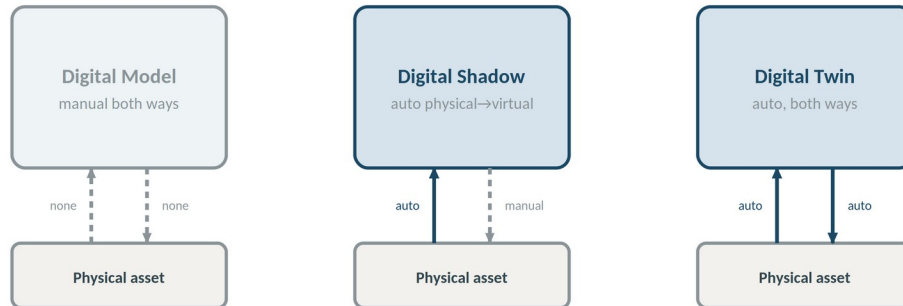 Digital Model
manual both ways
none
none
Physical asset
Digital Shadow
auto physical→virtual
auto
manual
Physical asset
Digital Twin
auto, both ways
auto
auto
Physical asset